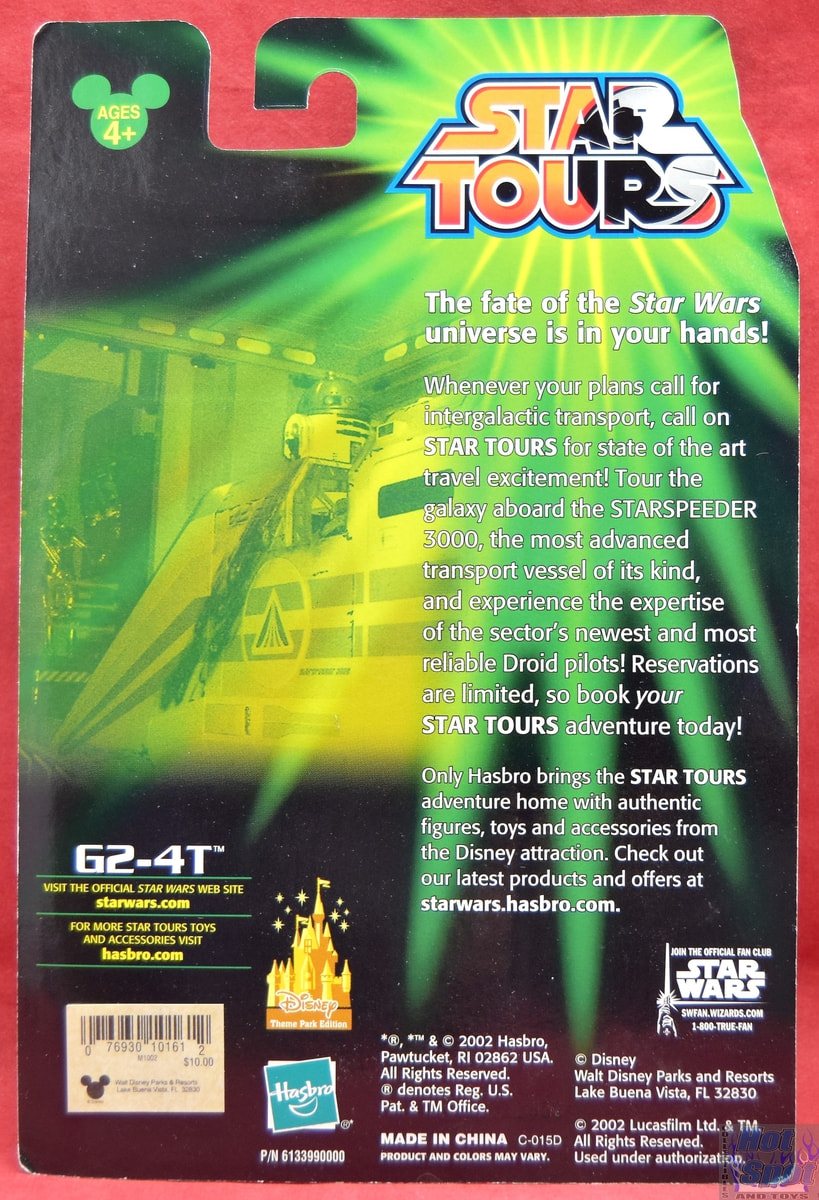 AGES
4+
STAR
TOURS
The fate of the Star Wars
universe is in your hands!
Whenever your plans call for
intergalactic transport, call on
STAR TOURS for state of the art
travel excitement! Tour the
galaxy aboard the STARSPEEDER
3000, the most advanced
transport vessel of its kind,
and experience the expertise
of the sector's newest and most
reliable Droid pilots! Reservations
are limited, so book your
STAR TOURS adventure today!
Only Hasbro brings the STAR TOURS
adventure home with authentic
figures, toys and accessories from
the Disney attraction. Check out
our latest products and offers at
starwars.hasbro.com.
G2-4T™
VISIT THE OFFICIAL STAR WARS WEB SITE
starwars.com
FOR MORE STAR TOURS TOYS
AND ACCESSORIES VISIT
hasbro.com
Disney
Theme Park Edition
JOIN THE OFFICIAL FAN CLUB
STAR
WARS
SWFAN.WIZARDS.COM
1-800-TRUE-FAN
0 76930 10161 2
M1002
$10.00
Walt Disney Parks & Resorts
Lake Buena Vista, FL 32830
Hasbro®
P/N 6133990000
*®, *™ & © 2002 Hasbro,
Pawtucket, RI 02862 USA.
All Rights Reserved.
® denotes Reg. U.S.
Pat. & TM Office.
MADE IN CHINA C-015D
PRODUCT AND COLORS MAY VARY.
© Disney
Walt Disney Parks and Resorts
Lake Buena Vista, FL 32830
© 2002 Lucasfilm Ltd. & TM.
All Rights Reserved.
Used under authorization.
Hot
Spot
AND TOYS